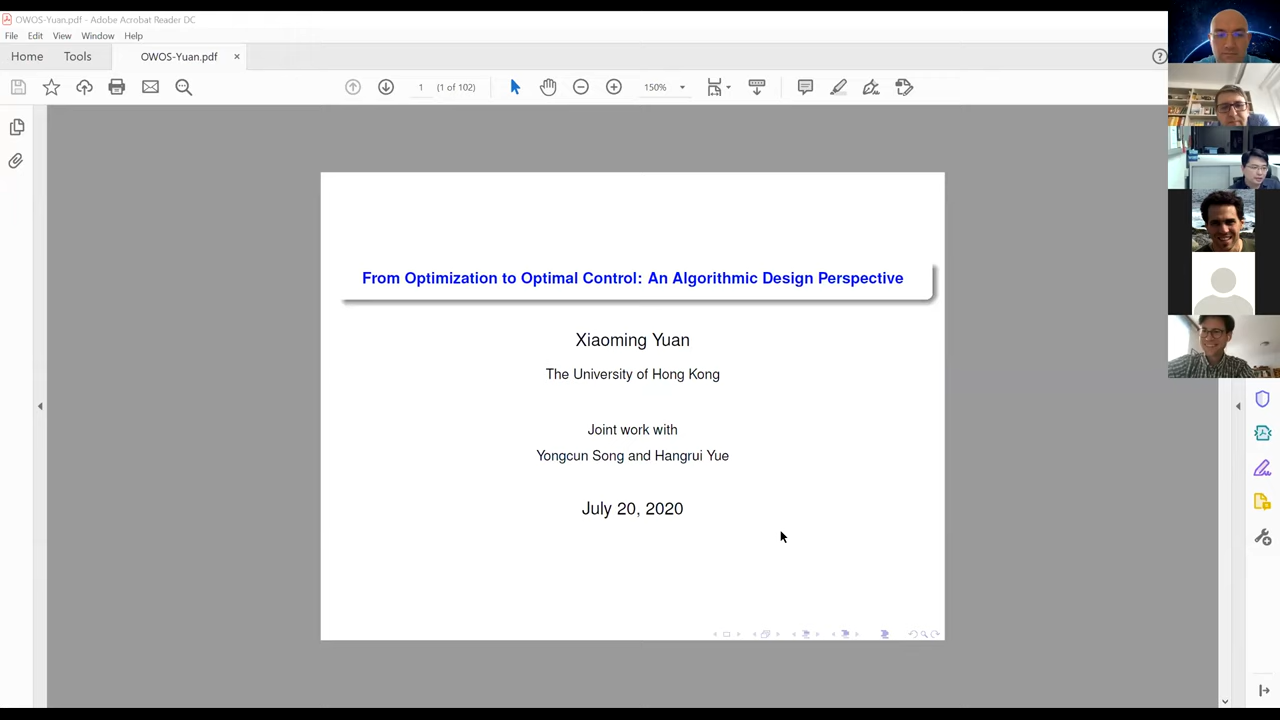 OWOS-Yuan.pdf - Adobe Acrobat Reader DC
File Edit View Window Help
Home Tools OWOS-Yuan.pdf ×
1 (1 of 102) 150%
From Optimization to Optimal Control: An Algorithmic Design Perspective
Xiaoming Yuan
The University of Hong Kong
Joint work with
Yongcun Song and Hangrui Yue
July 20, 2020